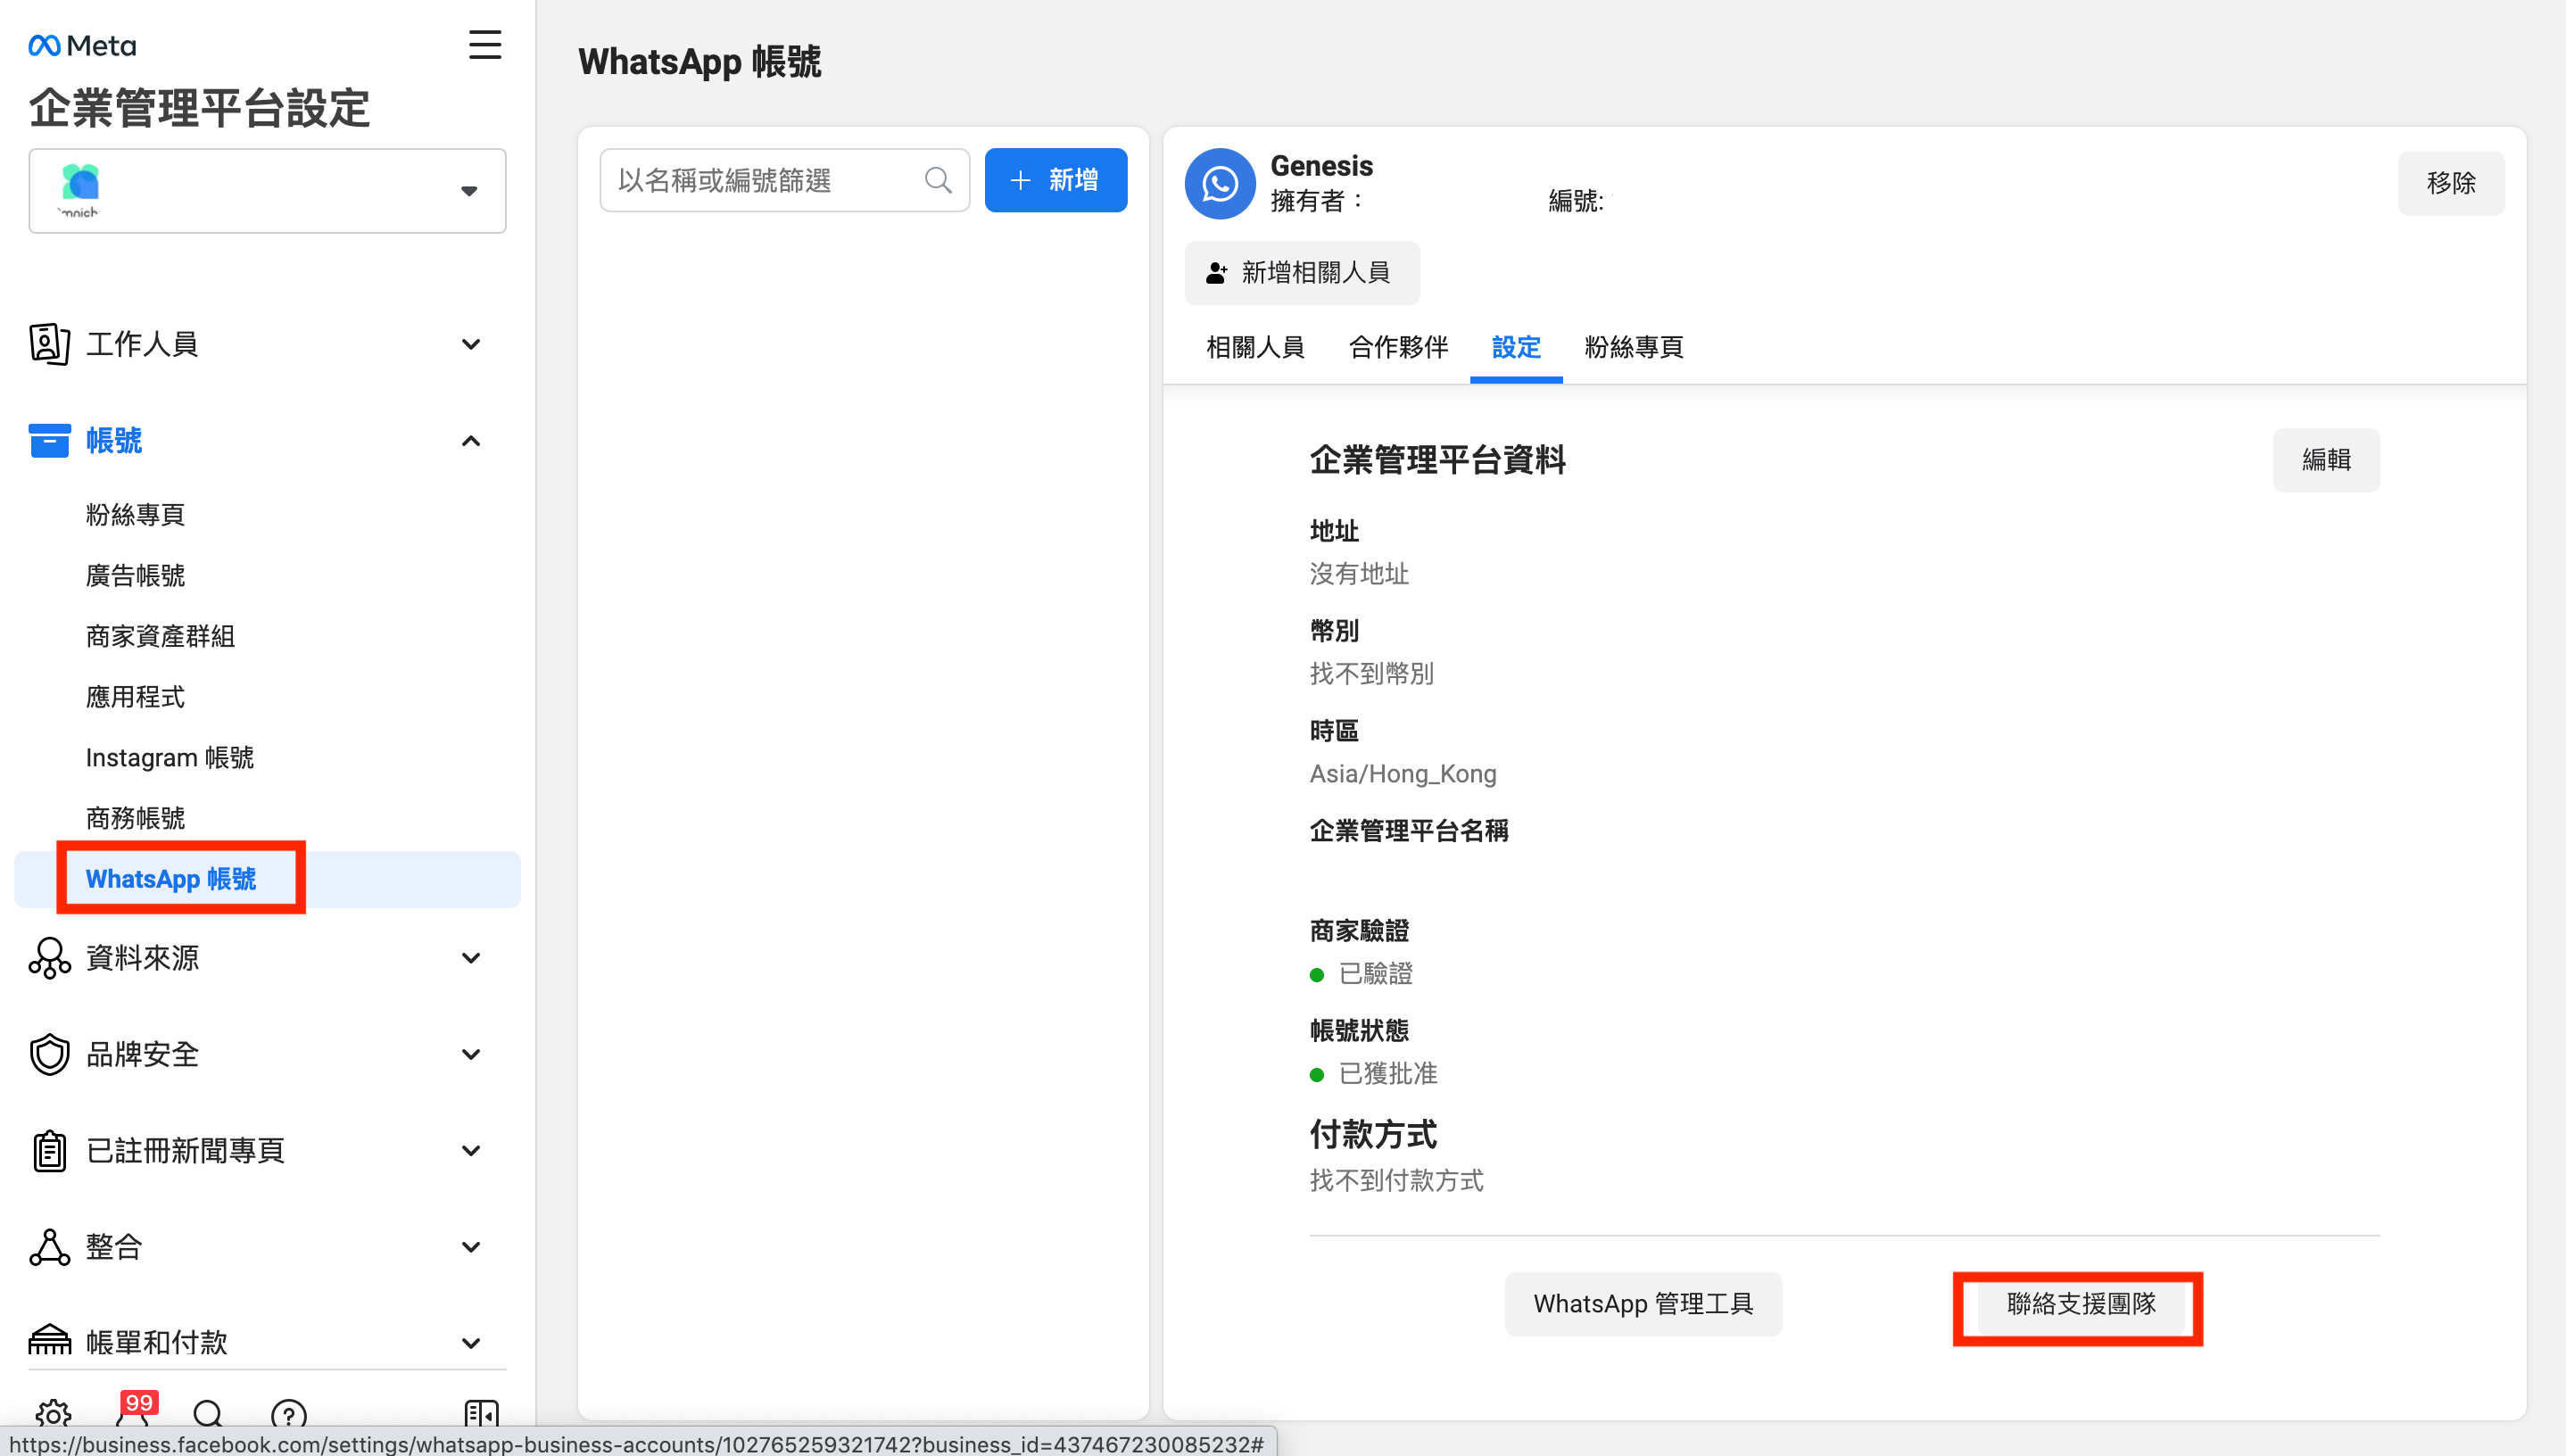 Meta
企業管理平台設定
工作人員
帳號
粉絲專頁
廣告帳號
商家資產群組
應用程式
Instagram 帳號
商務帳號
WhatsApp 帳號
資料來源
品牌安全
已註冊新聞專頁
整合
帳單和付款
99
WhatsApp 帳號
以名稱或編號篩選
新增
Genesis
擁有者：
編號:
移除
新增相關人員
相關人員 合作夥伴 設定 粉絲專頁
企業管理平台資料
編輯
地址
沒有地址
幣別
找不到幣別
時區
Asia/Hong_Kong
企業管理平台名稱
商家驗證
已驗證
帳號狀態
已獲批准
付款方式
找不到付款方式
WhatsApp 管理工具
聯絡支援團隊
https://business.facebook.com/settings/whatsapp-business-accounts/102765259321742?business_id=437467230085232#